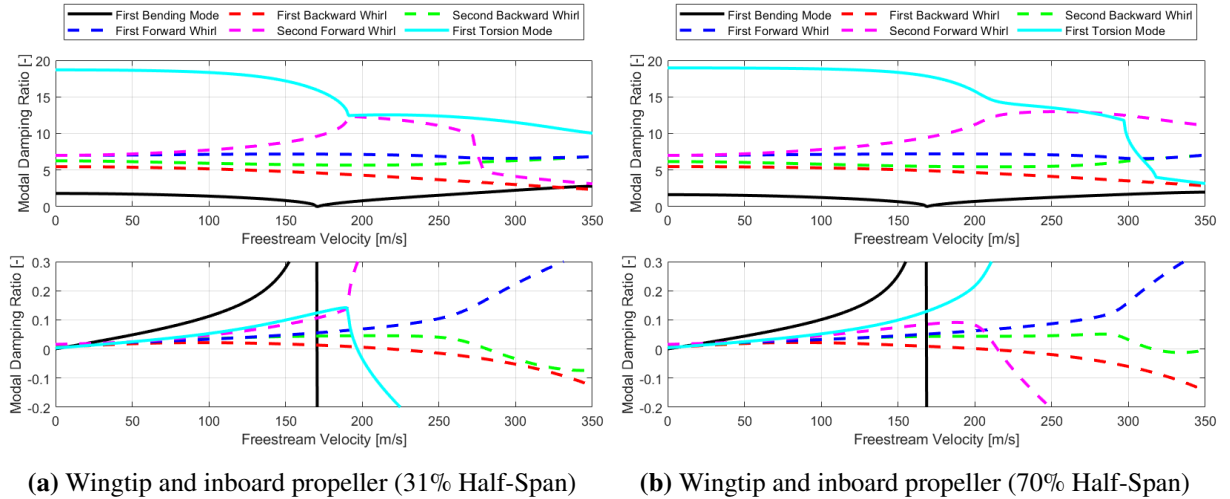 First Bending Mode First Backward Whirl Second Backward Whirl
First Forward Whirl Second Forward Whirl First Torsion Mode
20
15
10
5
0
Modal Damping Ratio [-]
0 50 100 150 200 250 300 350
Freestream Velocity [m/s]
0.3
0.2
0.1
0
-0.1
-0.2
Modal Damping Ratio [-]
0 50 100 150 200 250 300 350
Freestream Velocity [m/s]
(a) Wingtip and inboard propeller (31% Half-Span)
First Bending Mode First Backward Whirl Second Backward Whirl
First Forward Whirl Second Forward Whirl First Torsion Mode
20
15
10
5
0
Modal Damping Ratio [-]
0 50 100 150 200 250 300 350
Freestream Velocity [m/s]
0.3
0.2
0.1
0
-0.1
-0.2
Modal Damping Ratio [-]
0 50 100 150 200 250 300 350
Freestream Velocity [m/s]
(b) Wingtip and inboard propeller (70% Half-Span)